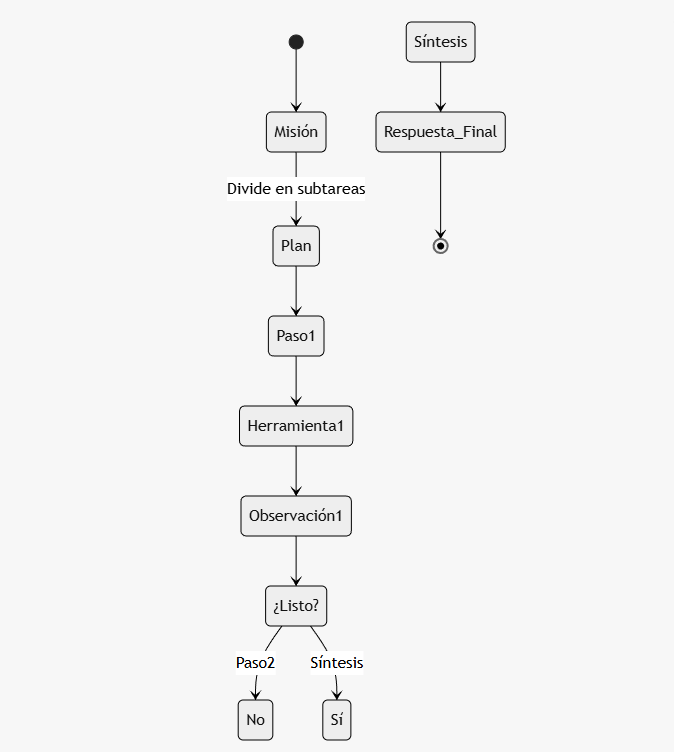 Misión
Divide en subtareas
Plan
Paso1
Herramienta1
Observación1
¿Listo?
Paso2
Síntesis
No
Sí
Síntesis
Respuesta_Final